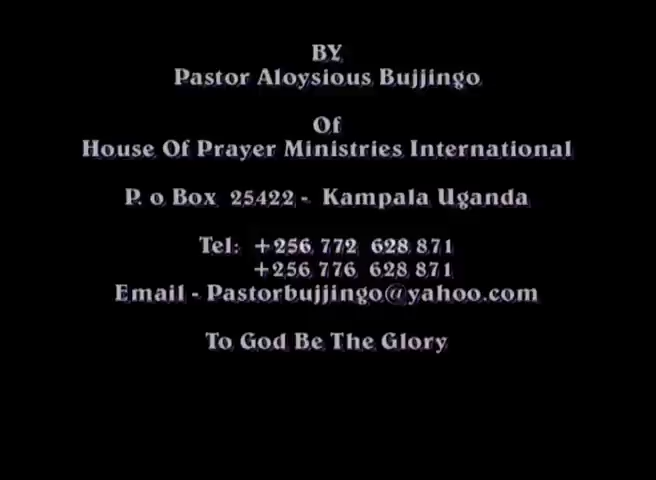 BY
Pastor Aloysious Bujjingo
Of
House Of Prayer Ministries International
P. o Box 25422 - Kampala Uganda
Tel: +256 772 628 871
+256 776 628 871
Email - Pastorbujjingo@yahoo.com
To God Be The Glory